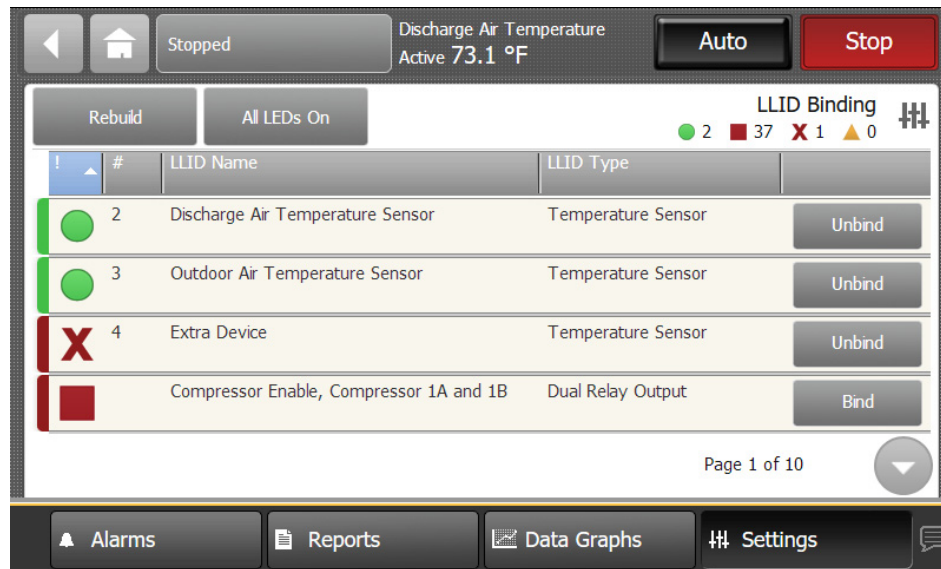 Stopped
Discharge Air Temperature
Active 73.1 °F
Auto
Stop
Rebuild
All LEDs On
LLID Binding
2 37 X 1 0
! # LLID Name LLID Type
2 Discharge Air Temperature Sensor Temperature Sensor Unbind
3 Outdoor Air Temperature Sensor Temperature Sensor Unbind
X 4 Extra Device Temperature Sensor Unbind
Compressor Enable, Compressor 1A and 1B Dual Relay Output Bind
Page 1 of 10
Alarms Reports Data Graphs Settings